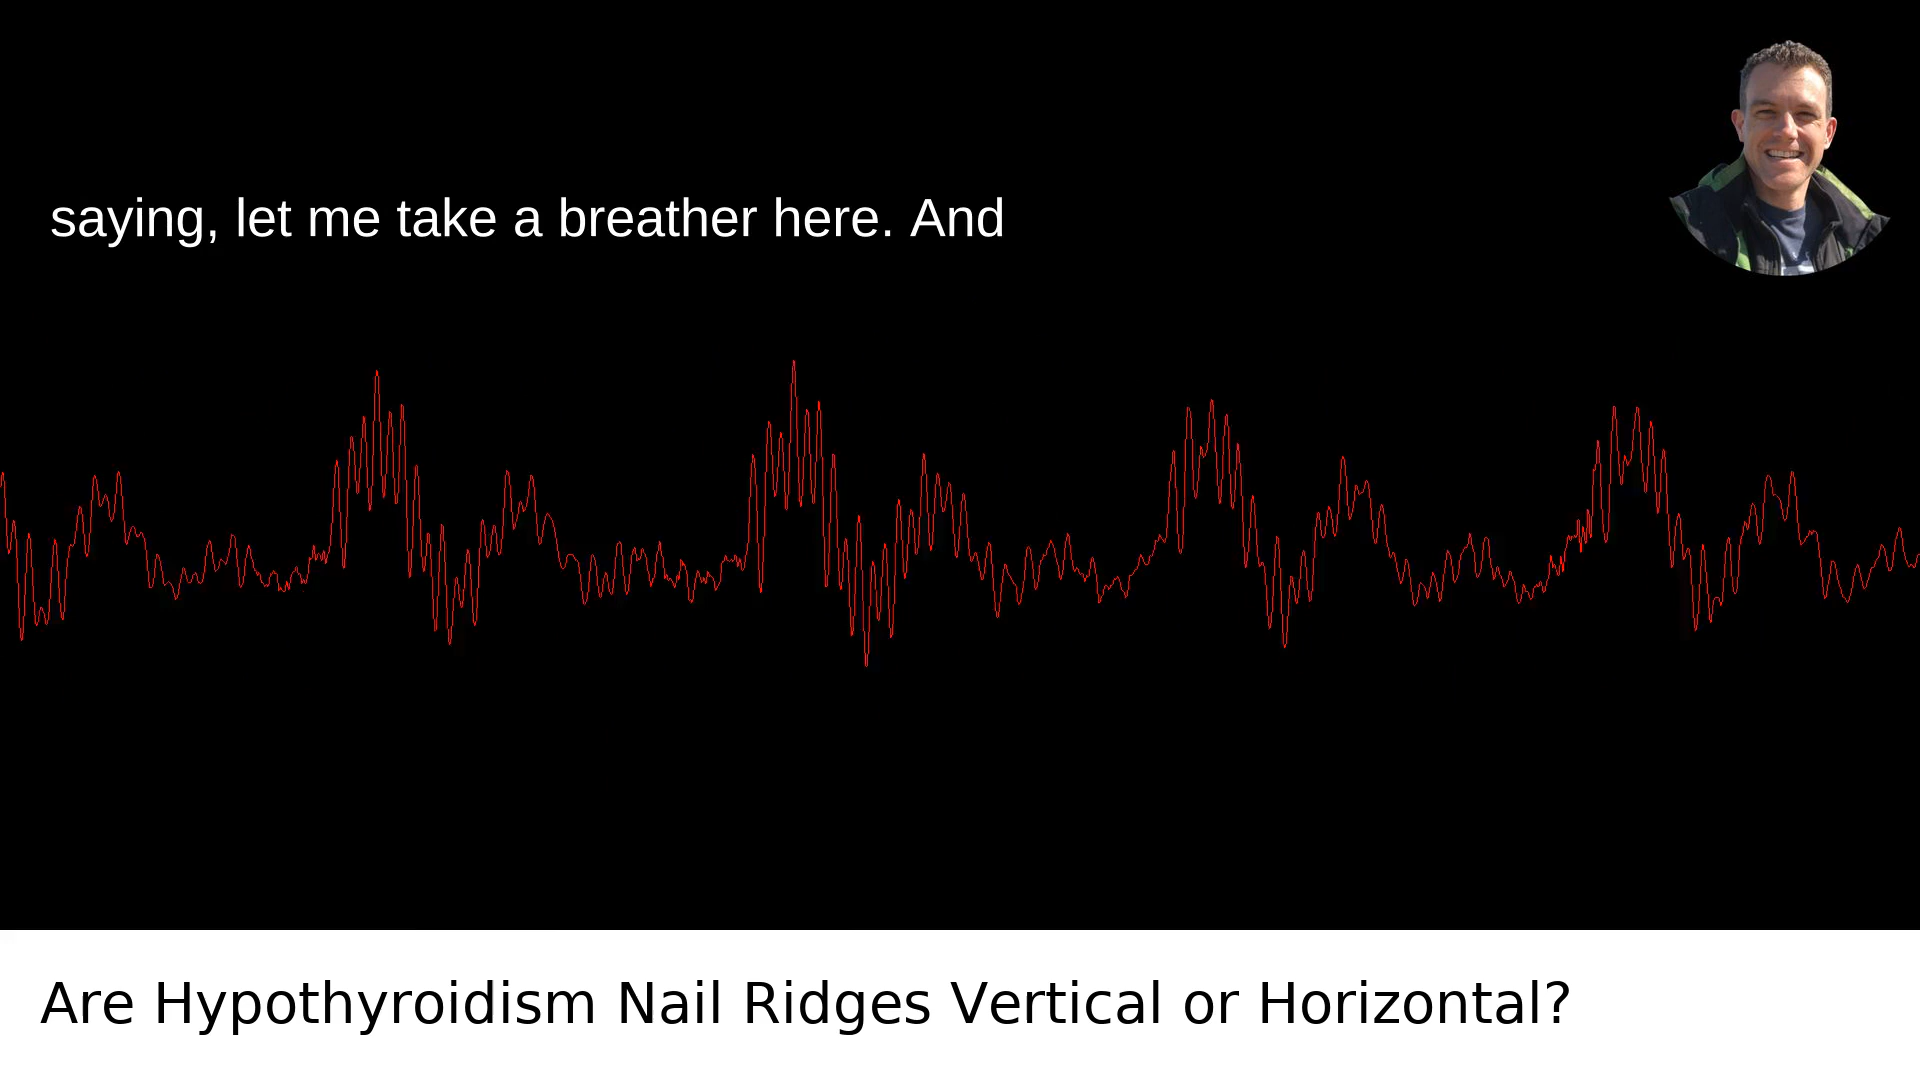 saying, let me take a breather here. And
Are Hypothyroidism Nail Ridges Vertical or Horizontal?